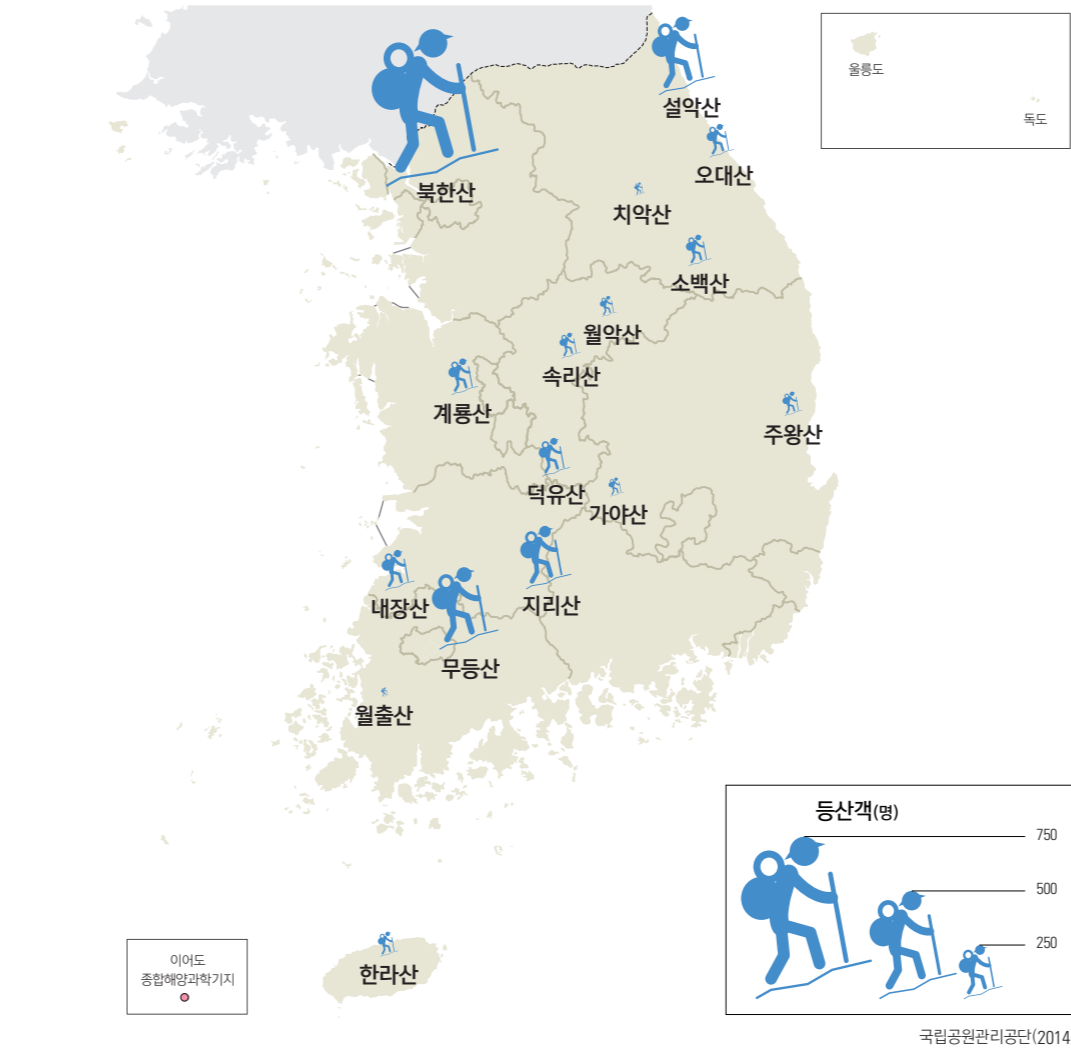 울릉도
독도
설악산
오대산
북한산
치악산
소백산
월악산
속리산
계룡산
주왕산
덕유산
가야산
내장산
지리산
무등산
월출산
한라산
이어도
종합해양과학기지
등산객(명)
750
500
250
국립공원관리공단(2014